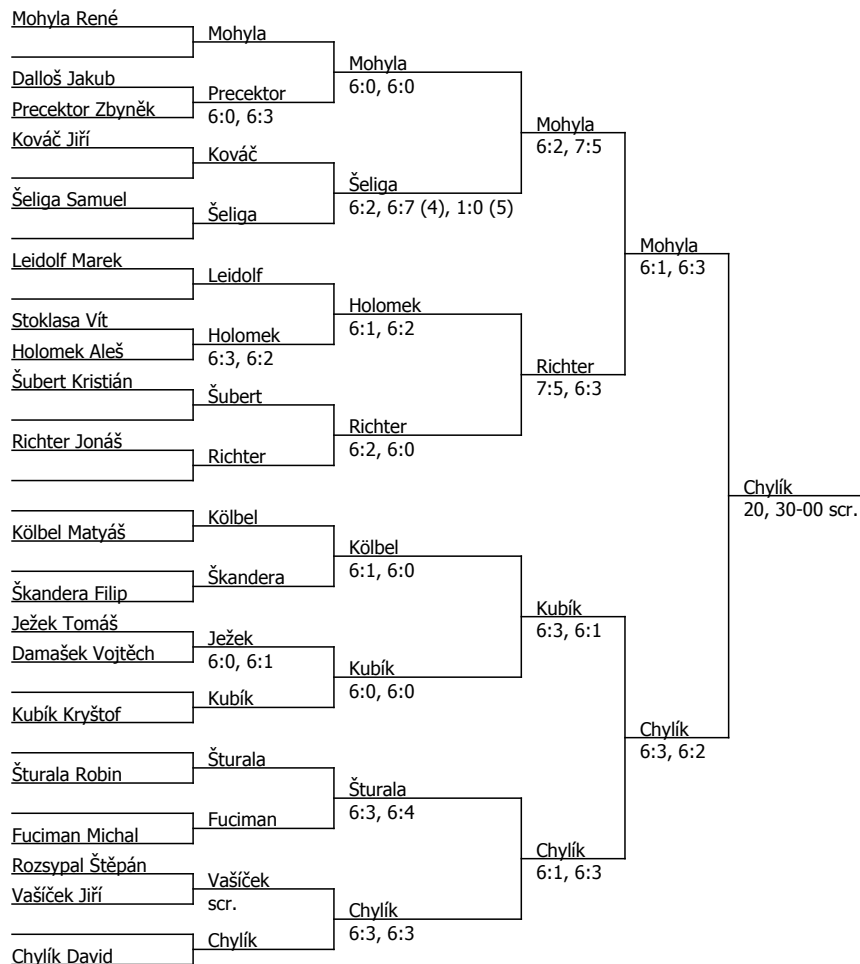 Mohyla René
Dalloš Jakub
Precektor Zbyněk
Kováč Jiří
Šeliga Samuel
Leidolf Marek
Stoklasa Vít
Holomek Aleš
Šubert Kristián
Richter Jonáš
Kölbel Matyáš
Škandera Filip
Ježek Tomáš
Damašek Vojtěch
Kubík Kryštof
Šturala Robin
Fuciman Michal
Rozsypal Štěpán
Vašíček Jiří
Chylík David
Mohyla
Precektor
6:0, 6:3
Kováč
Šeliga
Leidolf
Holomek
6:3, 6:2
Šubert
Richter
Kölbel
Škandera
Ježek
6:0, 6:1
Kubík
Šturala
Fuciman
Vašíček
scr.
Chylík
Mohyla
6:0, 6:0
Šeliga
6:2, 6:7 (4), 1:0 (5)
Holomek
6:1, 6:2
Richter
6:2, 6:0
Kölbel
6:1, 6:0
Kubík
6:0, 6:0
Šturala
6:3, 6:4
Chylík
6:3, 6:3
Mohyla
6:2, 7:5
Richter
7:5, 6:3
Kubík
6:3, 6:1
Chylík
6:1, 6:3
Mohyla
6:1, 6:3
Chylík
6:3, 6:2
Chylík
20, 30-00 scr.